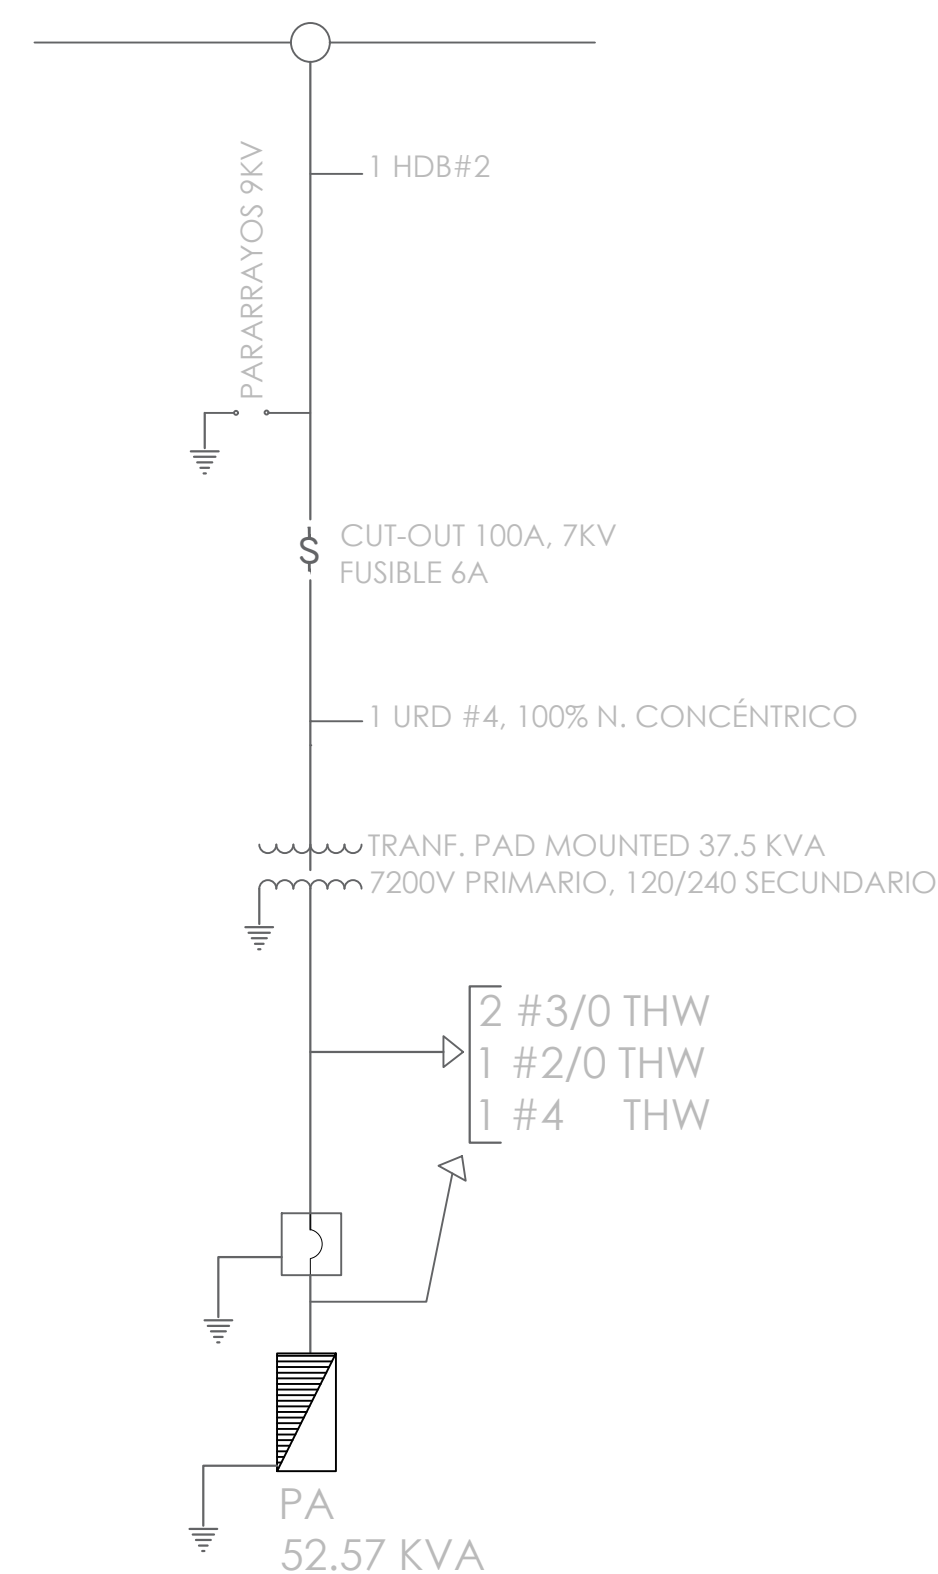 1 HDB#2
PARARRAYOS 9KV
CUT-OUT 100A, 7KV
FUSIBLE 6A
1 URD #4, 100% N. CONCÉNTRICO
TRANF. PAD MOUNTED 37.5 KVA
7200V PRIMARIO, 120/240 SECUNDARIO
2 #3/0 THW
1 #2/0 THW
1 #4 THW
PA
52.57 KVA